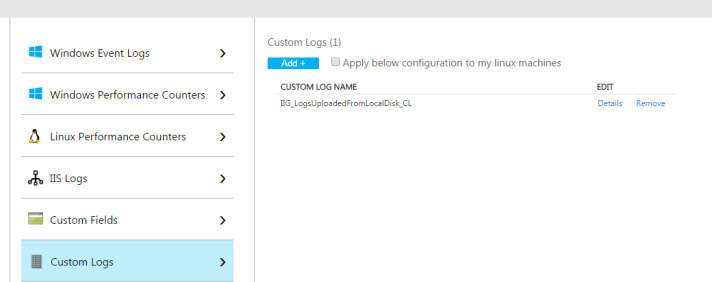 Windows Event Logs
Windows Performance Counters
Linux Performance Counters
IIS Logs
Custom Fields
Custom Logs
Custom Logs (1)
Add + Apply below configuration to my linux machines
CUSTOM LOG NAME EDIT
IIG_LogsUploadedFromLocalDisk_CL Details Remove